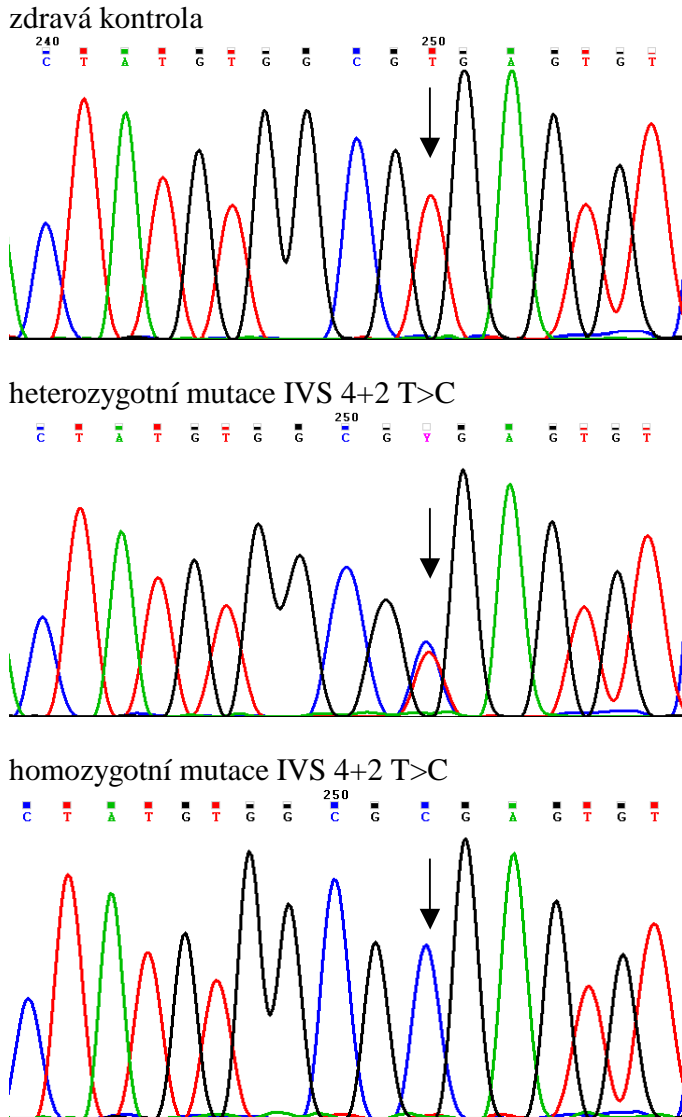 zdravá kontrola
240 250
C T A T G T G G C G T G A G T G T
heterozygotní mutace IVS 4+2 T>C
250
C T A T G T G G C G Y G A G T G T
homozygotní mutace IVS 4+2 T>C
250
C T A T G T G G C G C G A G T G T